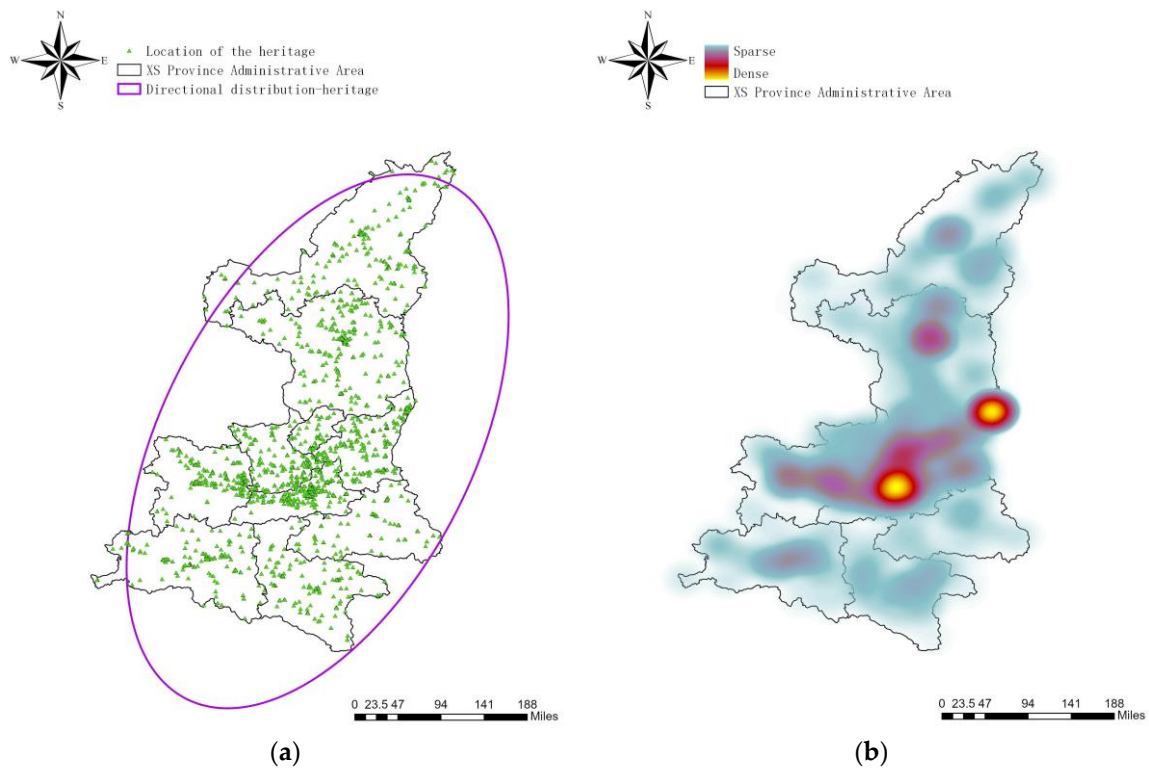 N
W
E
S
Location of the heritage
XS Province Administrative Area
Directional distribution-heritage
0 23.5 47 94 141 188
Miles
(a)
N
W
E
S
Sparse
Dense
XS Province Administrative Area
0 23.5 47 94 141 188
Miles
(b)